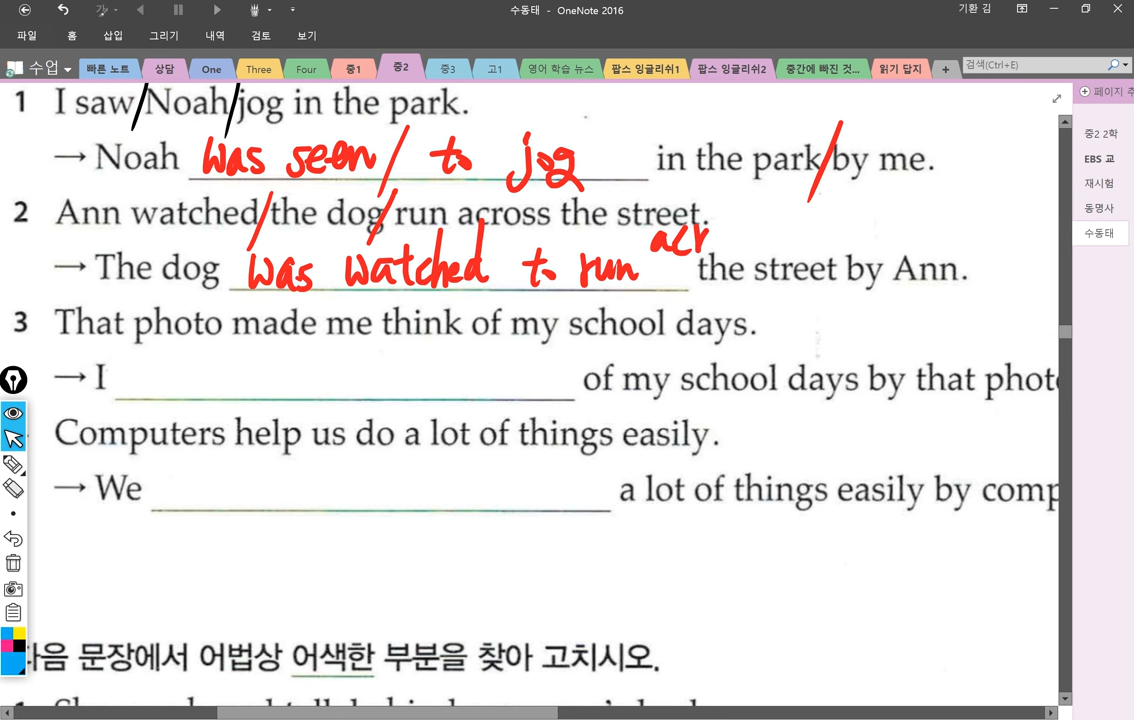 수동태 - OneNote 2016
기환 김
파일 홈 삽입 그리기 내역 검토 보기
수업 빠른 노트 상담 One Three Four 중1 중2 중3 고1 영어 학습 뉴스 팝스 잉글리쉬1 팝스 잉글리쉬2 중간에 빠진 것... 읽기 답지 + 검색(Ctrl+E)
페이지 추
중2 2학
EBS 교
재시험
동명사
수동태
1 I saw/Noah/jog in the park.
→ Noah was seen/ to jog in the park/by me.
2 Ann watched/the dog/run across the street.
→ The dog was watched to run acr the street by Ann.
3 That photo made me think of my school days.
→ I ____ of my school days by that phot
Computers help us do a lot of things easily.
→ We ____ a lot of things easily by comp
다음 문장에서 어법상 어색한 부분을 찾아 고치시오.